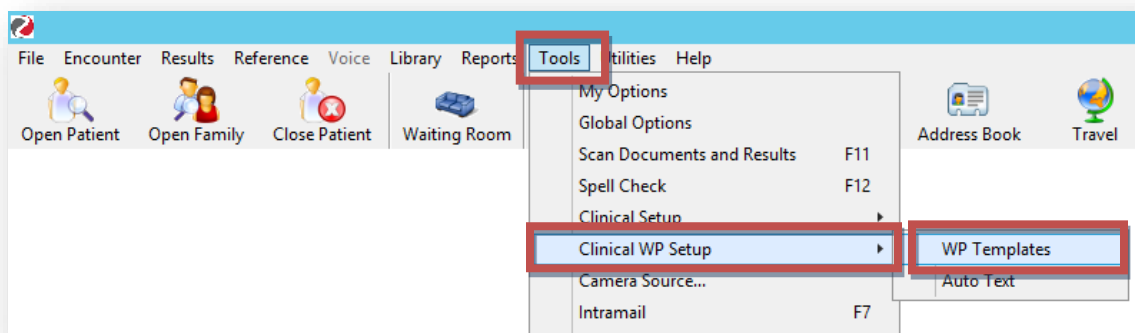 File Encounter Results Reference Voice Library Reports Tools Utilities Help
Open Patient Open Family Close Patient Waiting Room Address Book Travel
My Options
Global Options
Scan Documents and Results F11
Spell Check F12
Clinical Setup
Clinical WP Setup WP Templates
Camera Source... Auto Text
Intramail F7